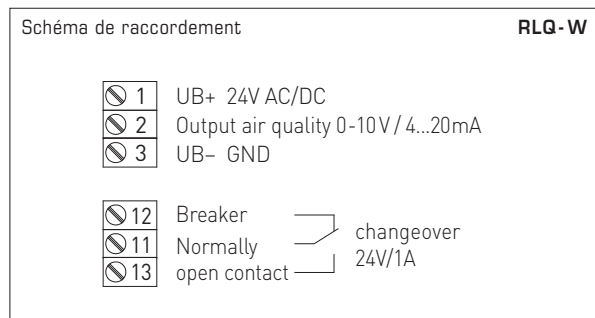 Schéma de raccordement RLQ-W
1 UB+ 24V AC/DC
2 Output air quality 0-10V / 4...20mA
3 UB– GND
12 Breaker
changeover
11 Normally
24V/1A
13 open contact